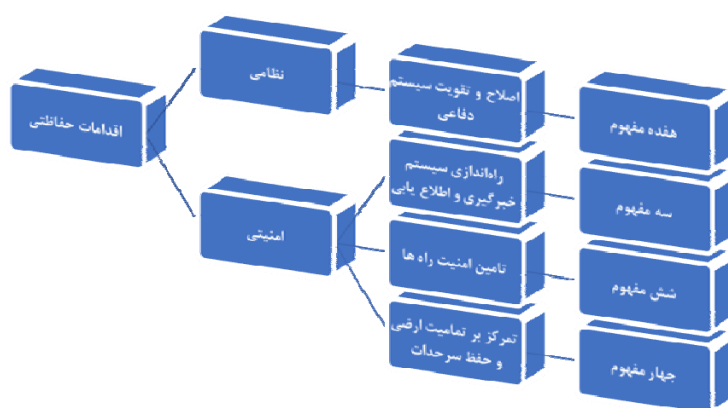 اقدامات حفاظتی
نظامی
اصلاح و تقویت سیستم
دفاعی
هفده مفهوم
امنیتی
راه‌اندازی سیستم
خبرگیری و اطلاع یابی
سه مفهوم
تامین امنیت راه ها
شش مفهوم
تمرکز بر تمامیت ارضی
و حفظ سرحدات
چهار مفهوم